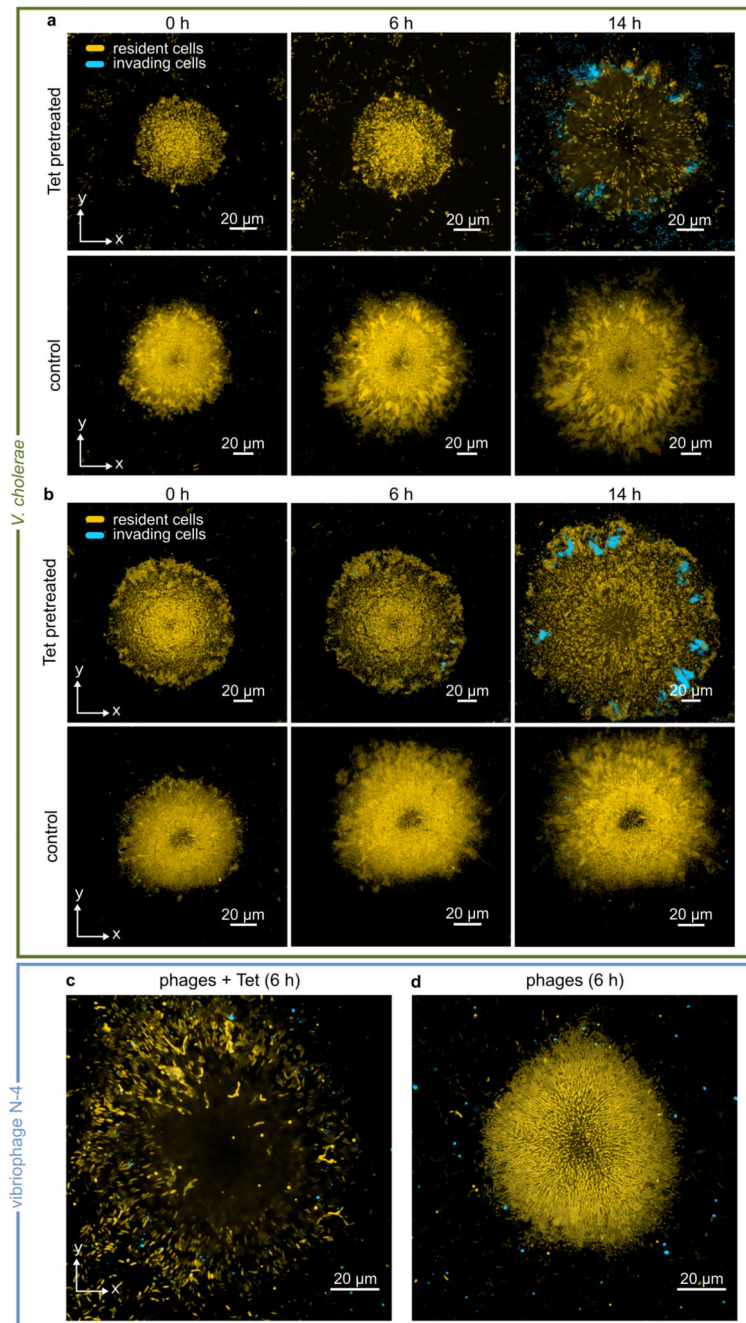 a
0 h 6 h 14 h
resident cells
invading cells
Tet pretreated
y
x
20 µm
20 µm
20 µm
control
y
x
20 µm
20 µm
20 µm
V. cholerae
b
0 h 6 h 14 h
resident cells
invading cells
Tet pretreated
y
x
20 µm
20 µm
20 µm
control
y
x
20 µm
20 µm
20 µm
c phages + Tet (6 h)
d phages (6 h)
vibriophage N-4
y
x
20 µm
20 µm